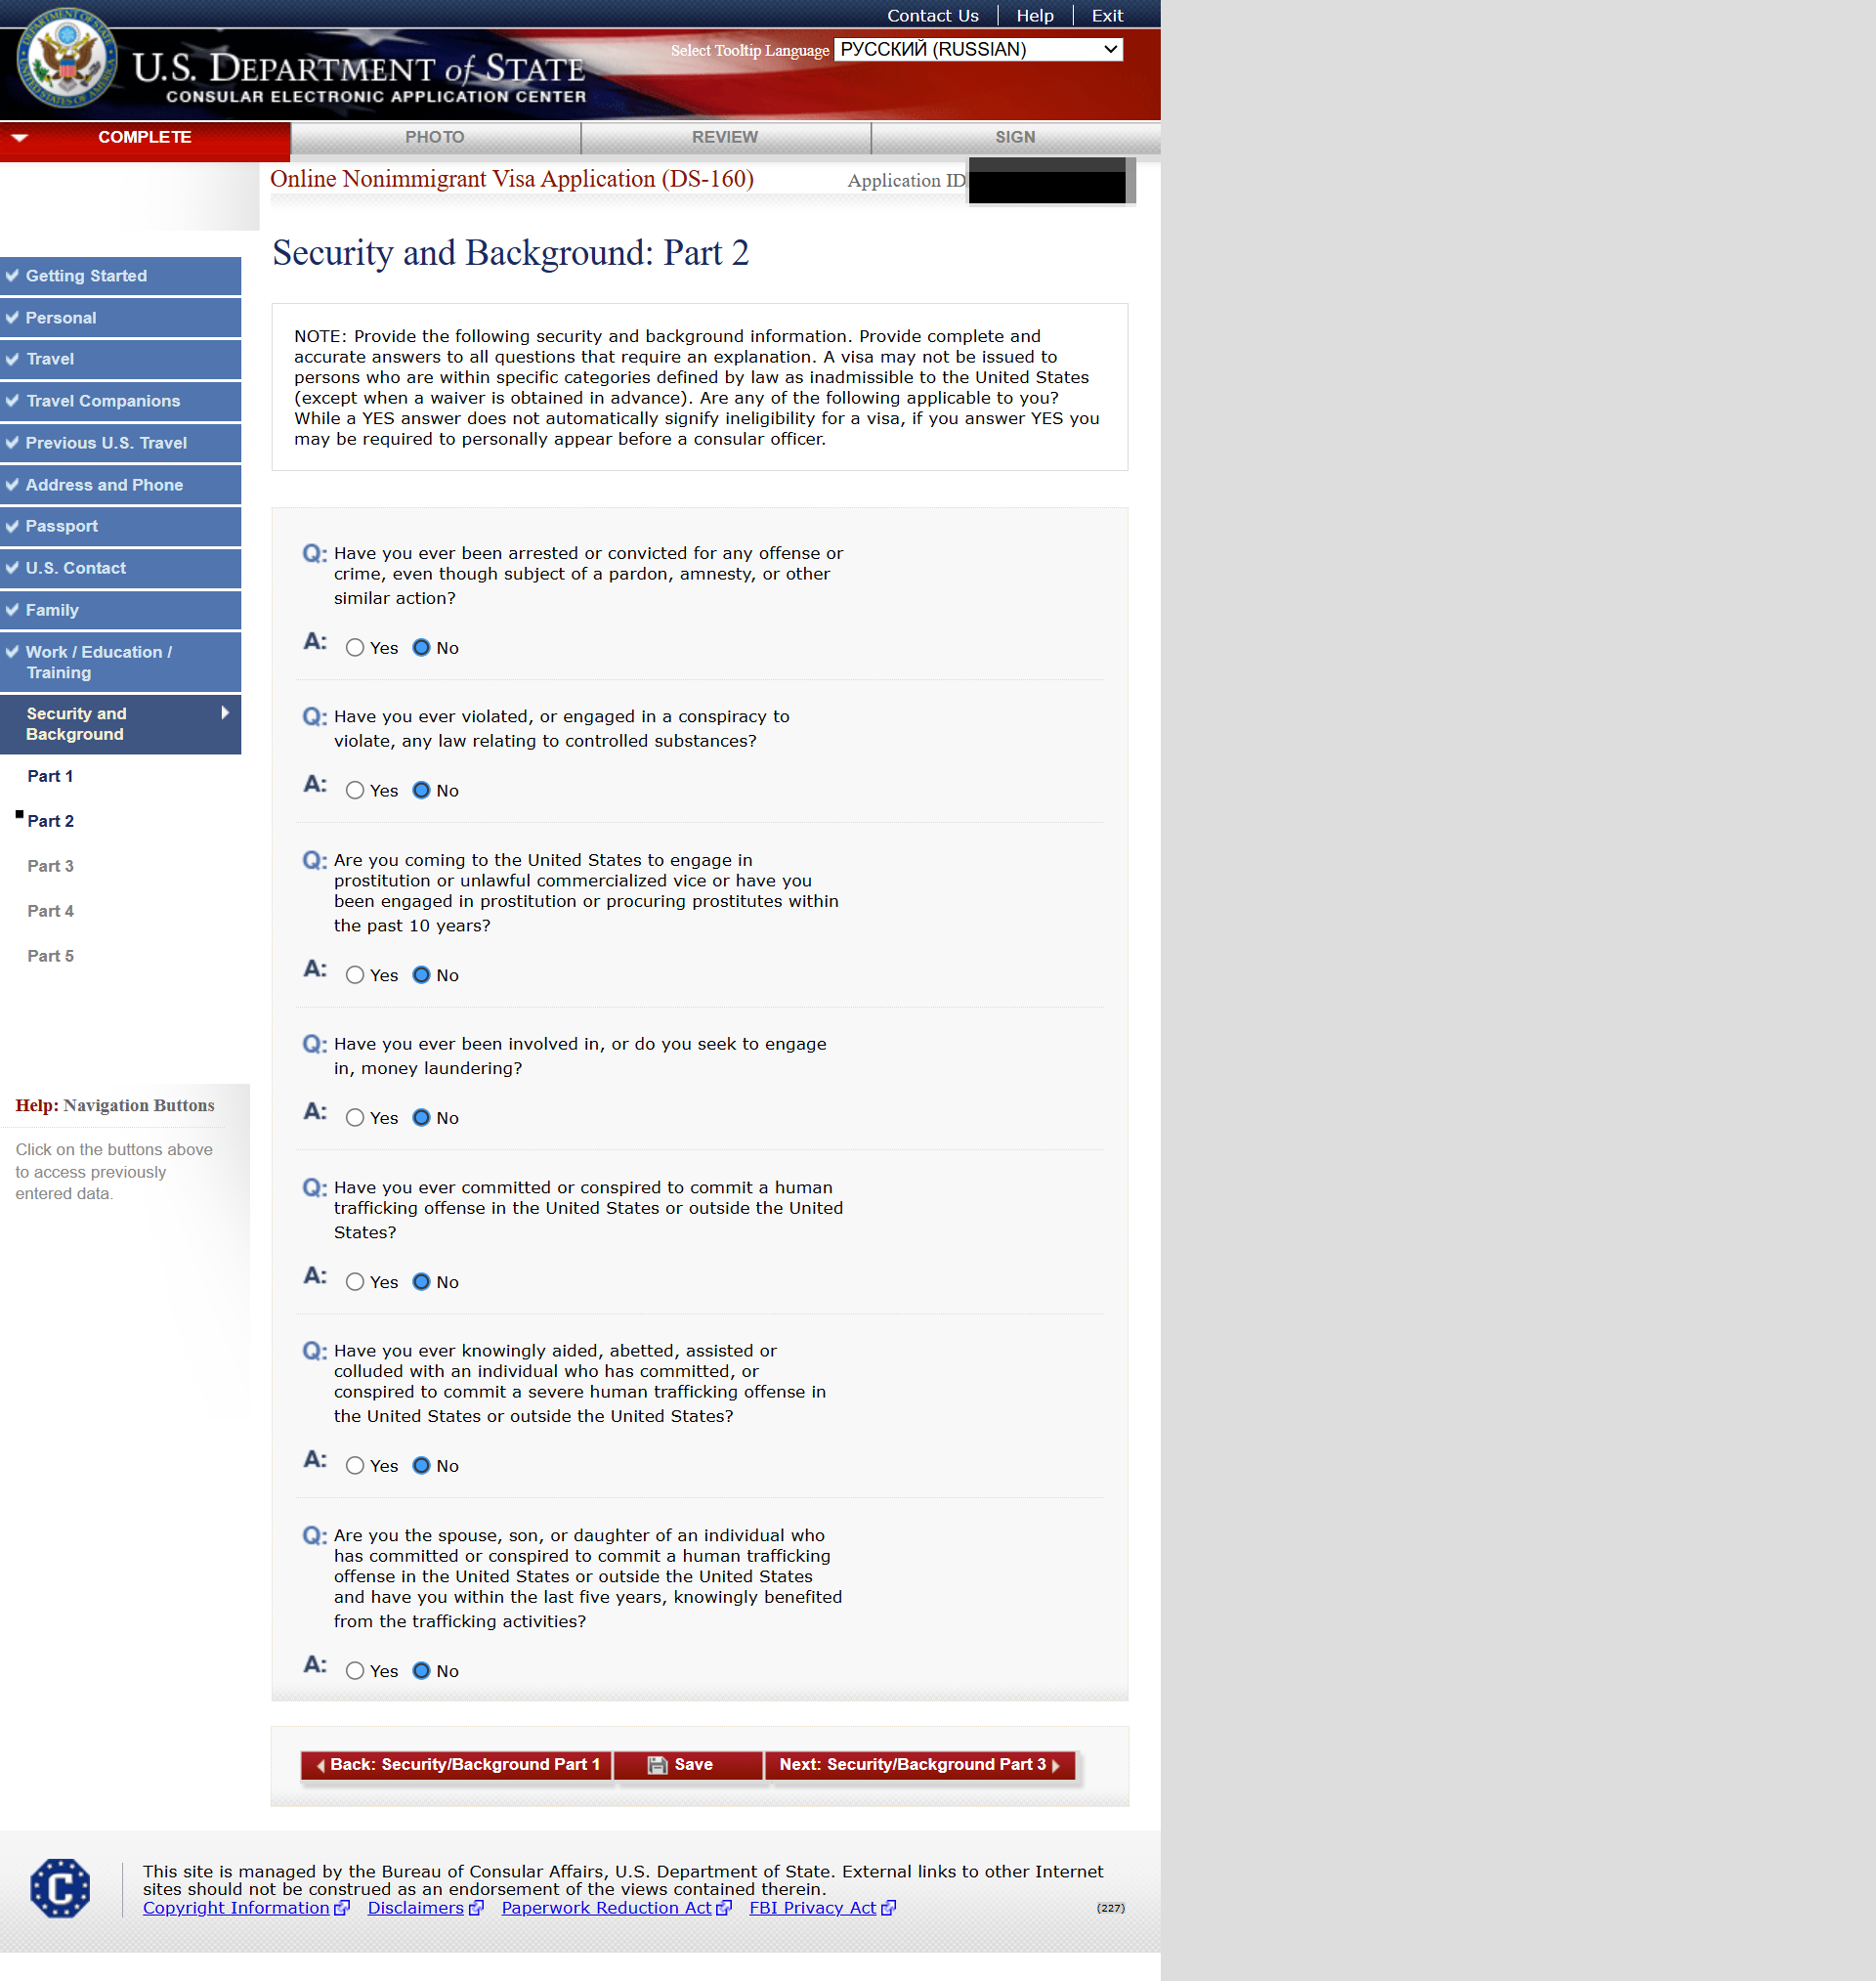 Contact Us Help Exit
Select Tooltip Language РУССКИЙ (RUSSIAN)
U.S. DEPARTMENT of STATE
CONSULAR ELECTRONIC APPLICATION CENTER
COMPLETE PHOTO REVIEW SIGN
Online Nonimmigrant Visa Application (DS-160) Application ID
Security and Background: Part 2
Getting Started
Personal
Travel
Travel Companions
Previous U.S. Travel
Address and Phone
Passport
U.S. Contact
Family
Work / Education /
Training
Security and
Background
Part 1
Part 2
Part 3
Part 4
Part 5
Help: Navigation Buttons
Click on the buttons above
to access previously
entered data.
NOTE: Provide the following security and background information. Provide complete and
accurate answers to all questions that require an explanation. A visa may not be issued to
persons who are within specific categories defined by law as inadmissible to the United States
(except when a waiver is obtained in advance). Are any of the following applicable to you?
While a YES answer does not automatically signify ineligibility for a visa, if you answer YES you
may be required to personally appear before a consular officer.
Q: Have you ever been arrested or convicted for any offense or
crime, even though subject of a pardon, amnesty, or other
similar action?
A: Yes No
Q: Have you ever violated, or engaged in a conspiracy to
violate, any law relating to controlled substances?
A: Yes No
Q: Are you coming to the United States to engage in
prostitution or unlawful commercialized vice or have you
been engaged in prostitution or procuring prostitutes within
the past 10 years?
A: Yes No
Q: Have you ever been involved in, or do you seek to engage
in, money laundering?
A: Yes No
Q: Have you ever committed or conspired to commit a human
trafficking offense in the United States or outside the United
States?
A: Yes No
Q: Have you ever knowingly aided, abetted, assisted or
colluded with an individual who has committed, or
conspired to commit a severe human trafficking offense in
the United States or outside the United States?
A: Yes No
Q: Are you the spouse, son, or daughter of an individual who
has committed or conspired to commit a human trafficking
offense in the United States or outside the United States
and have you within the last five years, knowingly benefited
from the trafficking activities?
A: Yes No
Back: Security/Background Part 1 Save Next: Security/Background Part 3
C
This site is managed by the Bureau of Consular Affairs, U.S. Department of State. External links to other Internet
sites should not be construed as an endorsement of the views contained therein.
Copyright Information Disclaimers Paperwork Reduction Act FBI Privacy Act (227)